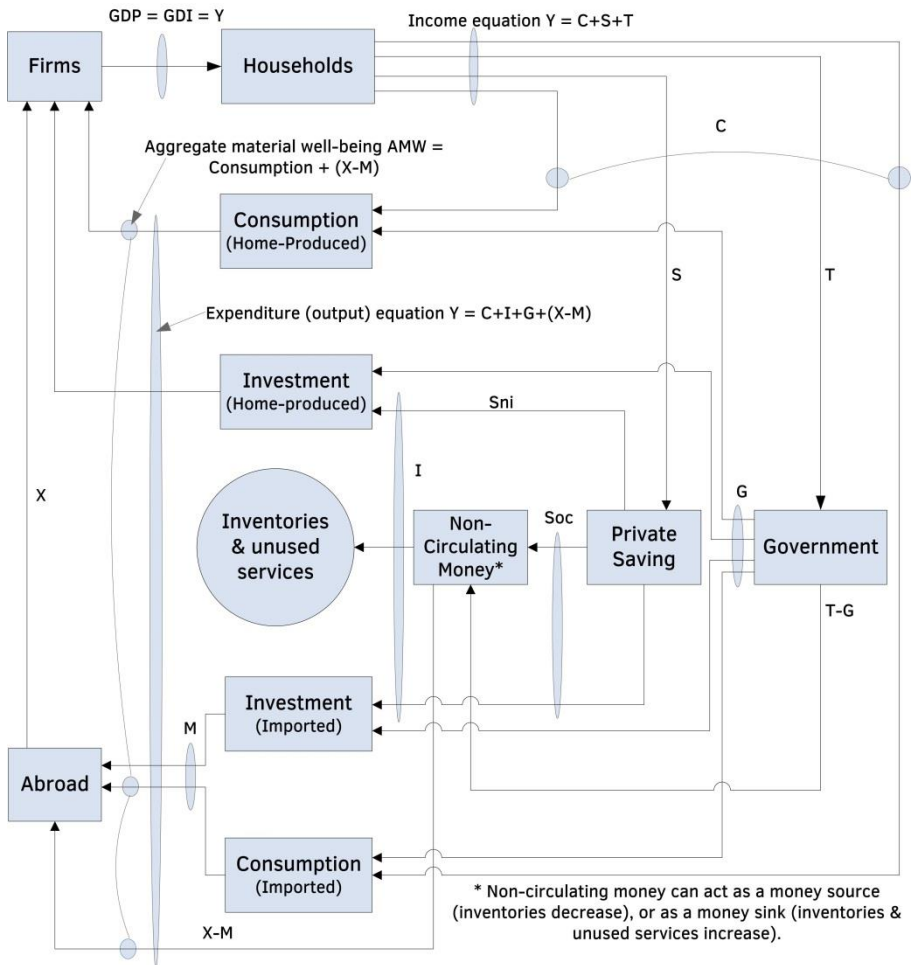 GDP = GDI = Y
Income equation Y = C+S+T
Firms
Households
C
Aggregate material well-being AMW =
Consumption + (X-M)
Consumption
(Home-Produced)
S
T
Expenditure (output) equation Y = C+I+G+(X-M)
Investment
(Home-produced)
Sni
I
X
G
Inventories
& unused
services
Non-
Circulating
Money*
Soc
Private
Saving
Government
T-G
Investment
(Imported)
M
Abroad
Consumption
(Imported)
X-M
* Non-circulating money can act as a money source
(inventories decrease), or as a money sink (inventories &
unused services increase).